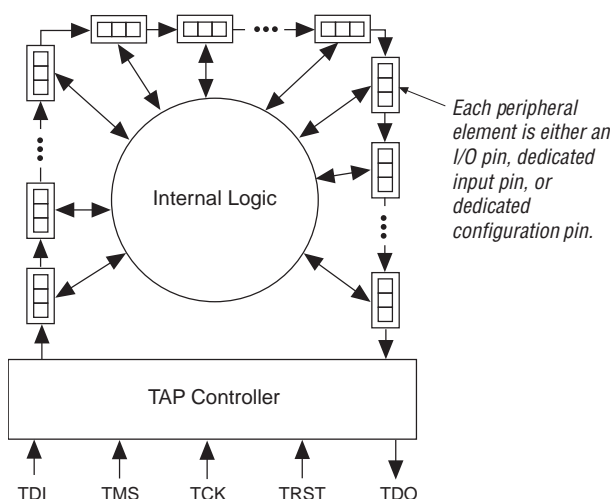 Each peripheral
element is either an
I/O pin, dedicated
input pin, or
dedicated
configuration pin.
Internal Logic
TAP Controller
TDI TMS TCK TRST TDO